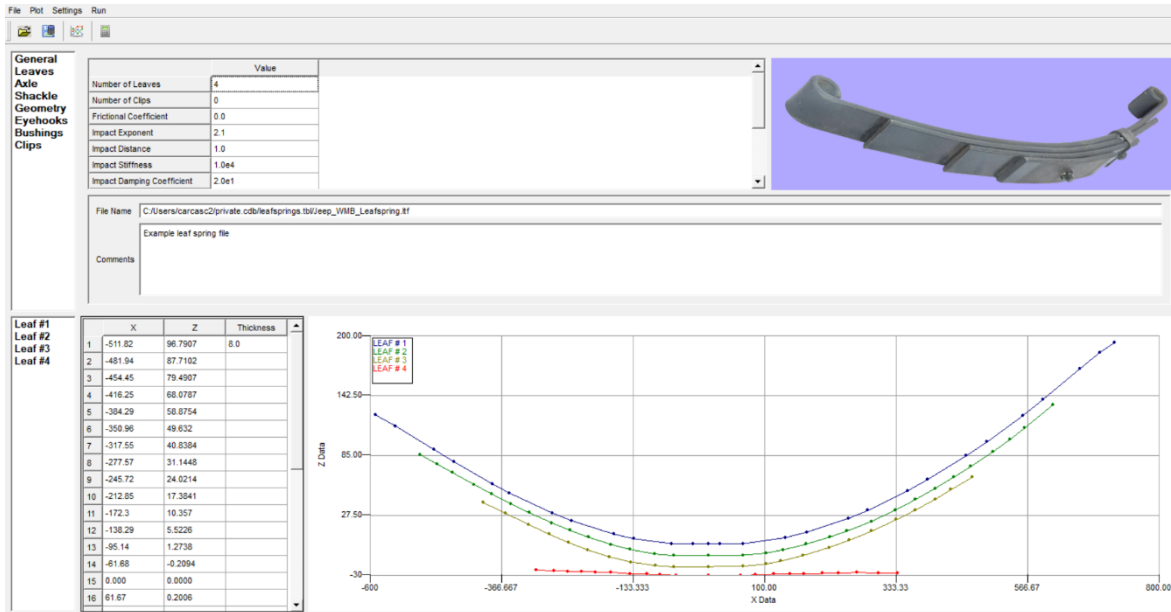 File Plot Settings Run
General
Leaves
Axle
Shackle
Geometry
Eyehooks
Bushings
Clips
Value
Number of Leaves 4
Number of Clips 0
Frictional Coefficient 0.0
Impact Exponent 2.1
Impact Distance 1.0
Impact Stiffness 1.0e4
Impact Damping Coefficient 2.0e1
File Name C:/Users/carcasc2/private.cdb/leafsprings.tbl/Jeep_WMB_Leafspring.ltf
Comments
Example leaf spring file
Leaf #1
Leaf #2
Leaf #3
Leaf #4
X Z Thickness
1 -511.82 96.7907 8.0
2 -481.94 87.7102
3 -454.45 79.4907
4 -416.25 68.0787
5 -384.29 58.8754
6 -350.96 49.632
7 -317.55 40.8384
8 -277.57 31.1448
9 -245.72 24.0214
10 -212.85 17.3841
11 -172.3 10.357
12 -138.29 5.5226
13 -95.14 1.2738
14 -61.68 -0.2094
15 0.000 0.0000
16 61.67 0.2006
LEAF # 1
LEAF # 2
LEAF # 3
LEAF # 4
200.00
142.50
85.00
27.50
-30
Z Data
-600 -366.667 -133.333 100.00 333.33 566.67 800.00
X Data